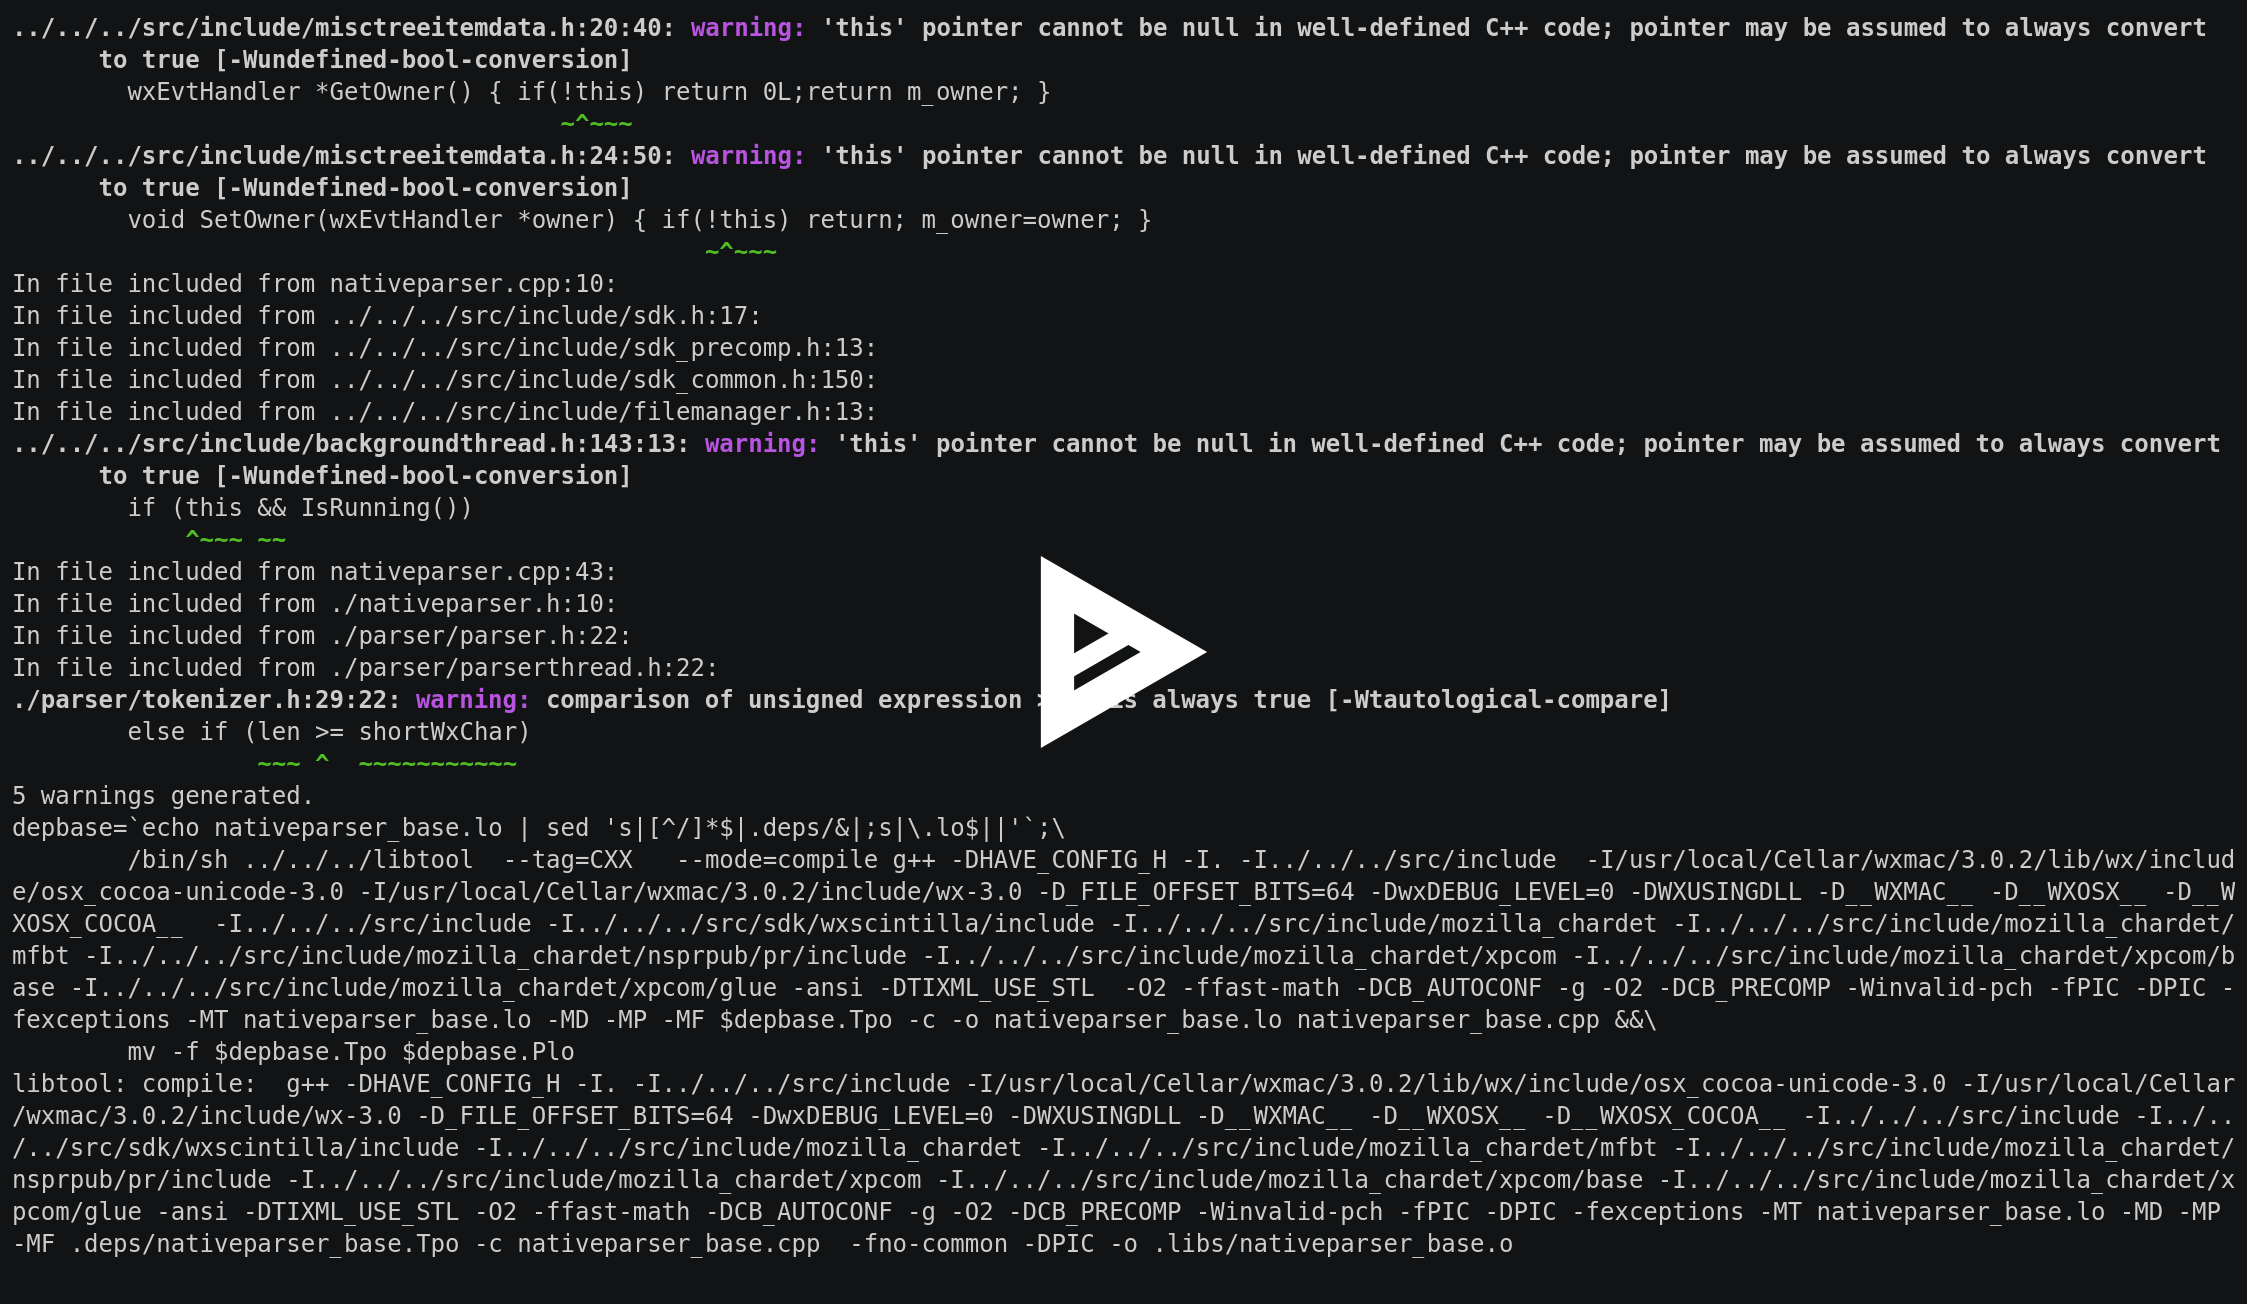 ../../../src/include/misctreeitemdata.h:20:40: warning: 'this' pointer cannot be null in well-defined C++ code; pointer may be assumed to always convert
      to true [-Wundefined-bool-conversion]
        wxEvtHandler *GetOwner() { if(!this) return 0L;return m_owner; }
                                      ~^~~~
../../../src/include/misctreeitemdata.h:24:50: warning: 'this' pointer cannot be null in well-defined C++ code; pointer may be assumed to always convert
      to true [-Wundefined-bool-conversion]
        void SetOwner(wxEvtHandler *owner) { if(!this) return; m_owner=owner; }
                                                ~^~~~
In file included from nativeparser.cpp:10:
In file included from ../../../src/include/sdk.h:17:
In file included from ../../../src/include/sdk_precomp.h:13:
In file included from ../../../src/include/sdk_common.h:150:
In file included from ../../../src/include/filemanager.h:13:
../../../src/include/backgroundthread.h:143:13: warning: 'this' pointer cannot be null in well-defined C++ code; pointer may be assumed to always convert
      to true [-Wundefined-bool-conversion]
        if (this && IsRunning())
            ^~~~ ~~
In file included from nativeparser.cpp:43:
In file included from ./nativeparser.h:10:
In file included from ./parser/parser.h:22:
In file included from ./parser/parserthread.h:22:
./parser/tokenizer.h:29:22: warning: comparison of unsigned expression always true [-Wtautological-compare]
        else if (len >= shortWxChar)
                 ~~~ ^  ~~~~~~~~~~~
5 warnings generated.
depbase=`echo nativeparser_base.lo | sed 's|[^/]*$|.deps/&|;s|\.lo$||'`;\
        /bin/sh ../../../libtool  --tag=CXX   --mode=compile g++ -DHAVE_CONFIG_H -I. -I../../../src/include  -I/usr/local/Cellar/wxmac/3.0.2/lib/wx/includ
e/osx_cocoa-unicode-3.0 -I/usr/local/Cellar/wxmac/3.0.2/include/wx-3.0 -D_FILE_OFFSET_BITS=64 -DwxDEBUG_LEVEL=0 -DWXUSINGDLL -D__WXMAC__ -D__WXOSX__ -D__W
XOSX_COCOA__  -I../../../src/include -I../../../src/sdk/wxscintilla/include -I../../../src/include/mozilla_chardet -I../../../src/include/mozilla_chardet/
mfbt -I../../../src/include/mozilla_chardet/nsprpub/pr/include -I../../../src/include/mozilla_chardet/xpcom -I../../../src/include/mozilla_chardet/xpcom/b
ase -I../../../src/include/mozilla_chardet/xpcom/glue -ansi -DTIXML_USE_STL  -O2 -ffast-math -DCB_AUTOCONF -g -O2 -DCB_PRECOMP -Winvalid-pch -fPIC -DPIC -
fexceptions -MT nativeparser_base.lo -MD -MP -MF $depbase.Tpo -c -o nativeparser_base.lo nativeparser_base.cpp &&\
        mv -f $depbase.Tpo $depbase.Plo
libtool: compile:  g++ -DHAVE_CONFIG_H -I. -I../../../src/include -I/usr/local/Cellar/wxmac/3.0.2/lib/wx/include/osx_cocoa-unicode-3.0 -I/usr/local/Cellar
/wxmac/3.0.2/include/wx-3.0 -D_FILE_OFFSET_BITS=64 -DwxDEBUG_LEVEL=0 -DWXUSINGDLL -D__WXMAC__ -D__WXOSX__ -D__WXOSX_COCOA__ -I../../../src/include -I../..
/../src/sdk/wxscintilla/include -I../../../src/include/mozilla_chardet -I../../../src/include/mozilla_chardet/mfbt -I../../../src/include/mozilla_chardet/
nsprpub/pr/include -I../../../src/include/mozilla_chardet/xpcom -I../../../src/include/mozilla_chardet/xpcom/base -I../../../src/include/mozilla_chardet/x
pcom/glue -ansi -DTIXML_USE_STL -O2 -ffast-math -DCB_AUTOCONF -g -O2 -DCB_PRECOMP -Winvalid-pch -fPIC -DPIC -fexceptions -MT nativeparser_base.lo -MD -MP
-MF .deps/nativeparser_base.Tpo -c nativeparser_base.cpp  -fno-common -DPIC -o .libs/nativeparser_base.o